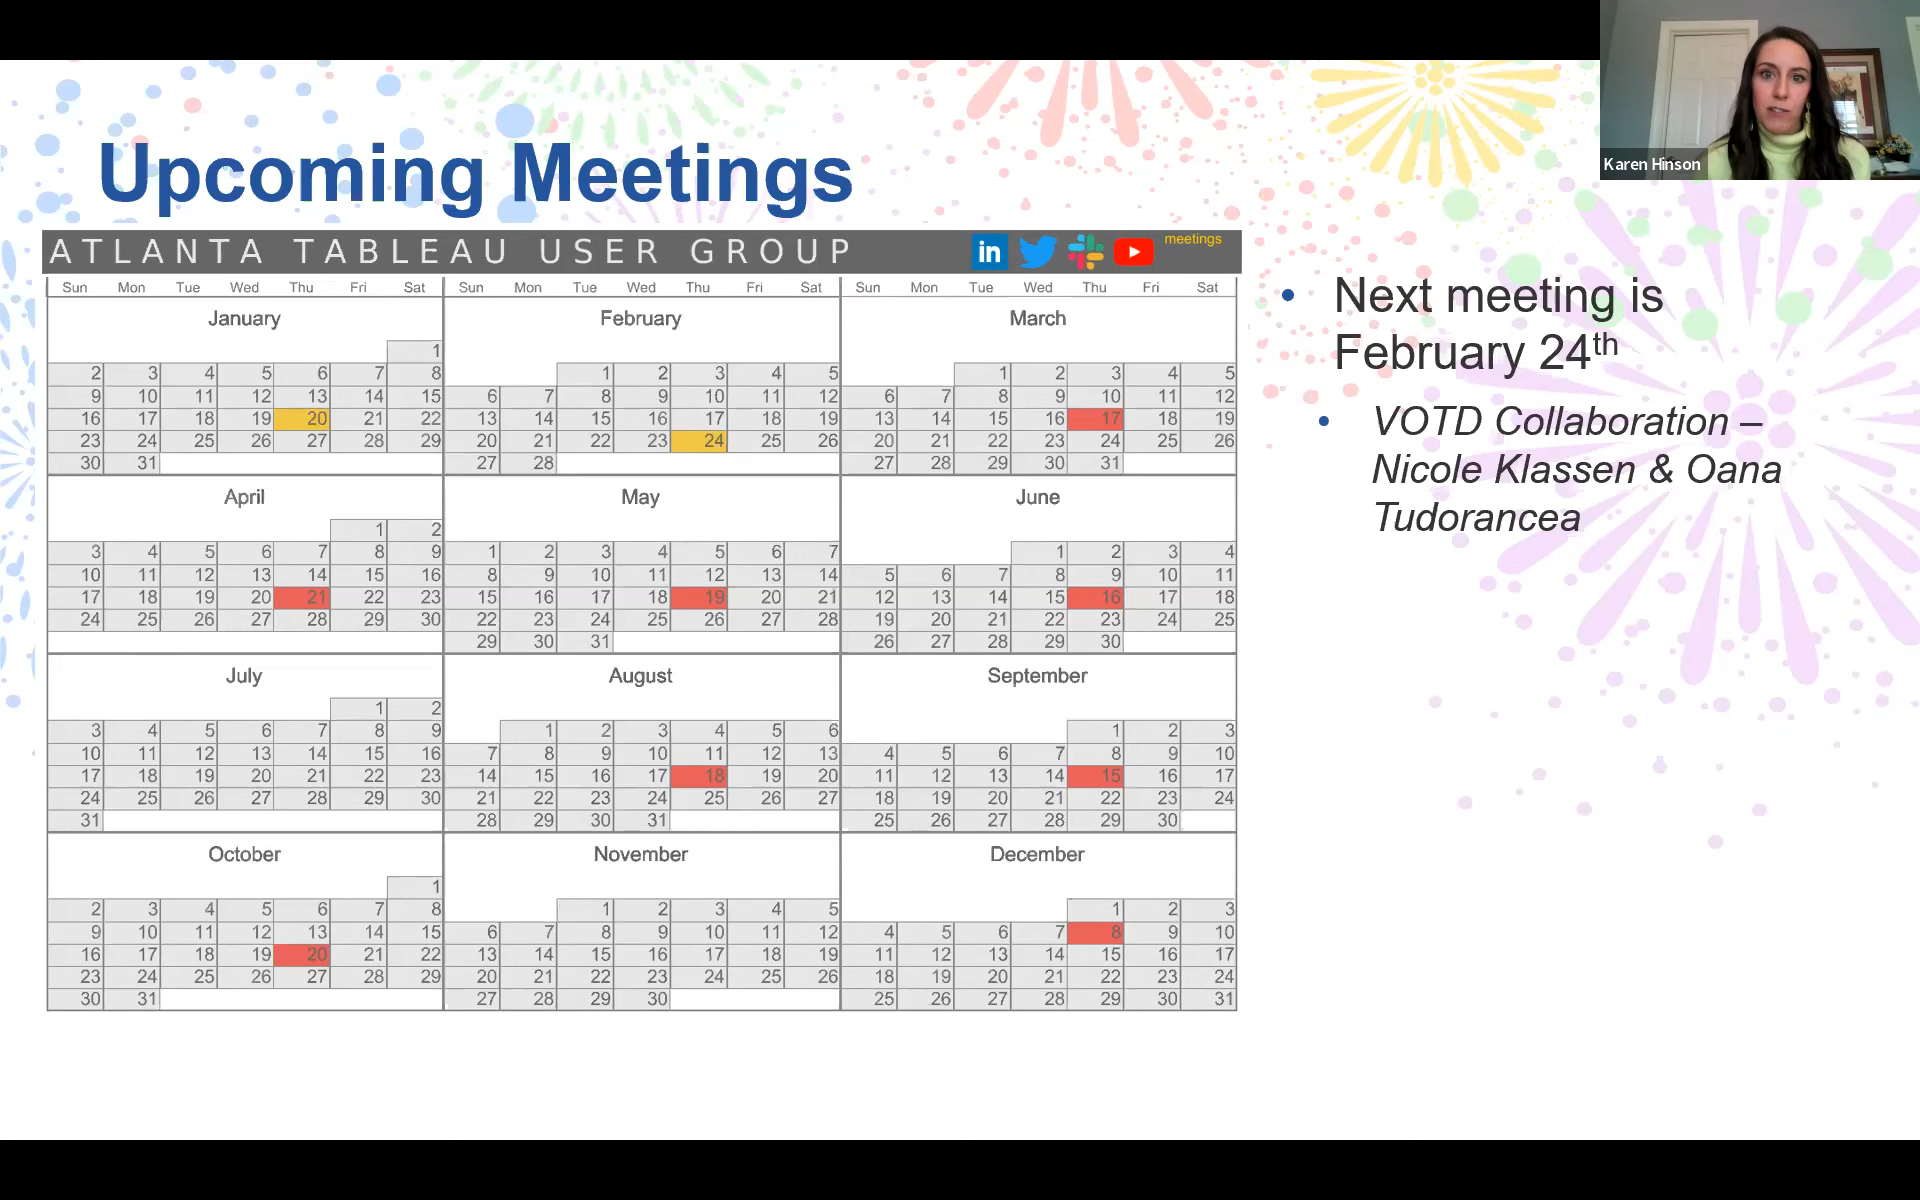 Karen Hinson
Upcoming Meetings
ATLANTA TABLEAU USER GROUP
in
meetings
Sun Mon Tue Wed Thu Fri Sat Sun Mon Tue Wed Thu Fri Sat Sun Mon Tue Wed Thu Fri Sat
January
1
2 3 4 5 6 7 8
9 10 11 12 13 14 15
16 17 18 19 20 21 22
23 24 25 26 27 28 29
30 31
February
1 2 3 4 5
6 7 8 9 10 11 12
13 14 15 16 17 18 19
20 21 22 23 24 25 26
27 28
March
1 2 3 4 5
6 7 8 9 10 11 12
13 14 15 16 17 18 19
20 21 22 23 24 25 26
27 28 29 30 31
April
1 2
3 4 5 6 7 8 9
10 11 12 13 14 15 16
17 18 19 20 21 22 23
24 25 26 27 28 29 30
May
1 2 3 4 5 6 7
8 9 10 11 12 13 14
15 16 17 18 19 20 21
22 23 24 25 26 27 28
29 30 31
June
1 2 3 4
5 6 7 8 9 10 11
12 13 14 15 16 17 18
19 20 21 22 23 24 25
26 27 28 29 30
July
1 2
3 4 5 6 7 8 9
10 11 12 13 14 15 16
17 18 19 20 21 22 23
24 25 26 27 28 29 30
31
August
1 2 3 4 5 6
7 8 9 10 11 12 13
14 15 16 17 18 19 20
21 22 23 24 25 26 27
28 29 30 31
September
1 2 3
4 5 6 7 8 9 10
11 12 13 14 15 16 17
18 19 20 21 22 23 24
25 26 27 28 29 30
October
1
2 3 4 5 6 7 8
9 10 11 12 13 14 15
16 17 18 19 20 21 22
23 24 25 26 27 28 29
30 31
November
1 2 3 4 5
6 7 8 9 10 11 12
13 14 15 16 17 18 19
20 21 22 23 24 25 26
27 28 29 30
December
1 2 3
4 5 6 7 8 9 10
11 12 13 14 15 16 17
18 19 20 21 22 23 24
25 26 27 28 29 30 31
• Next meeting is
February 24th
• VOTD Collaboration –
Nicole Klassen & Oana
Tudorancea